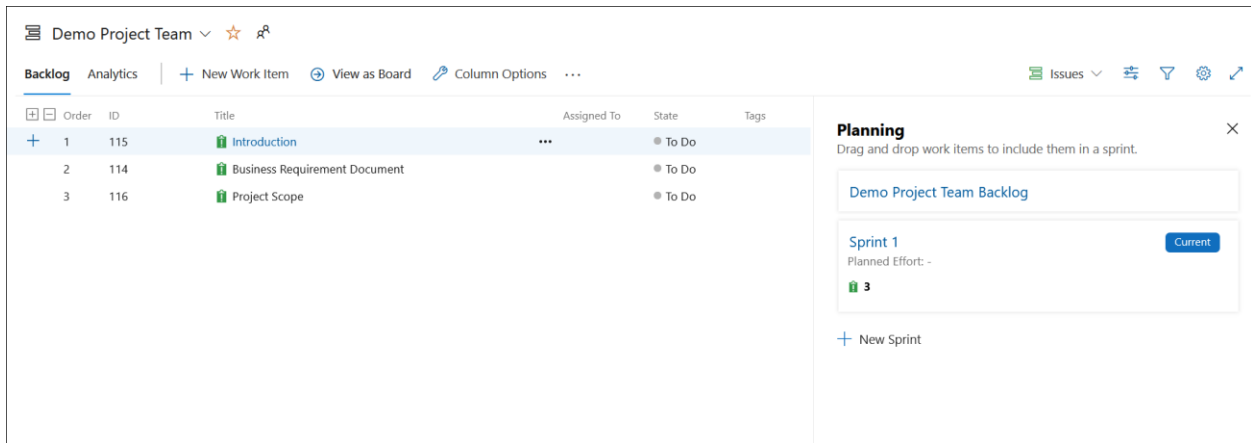 Demo Project Team
Backlog Analytics New Work Item View as Board Column Options ... Issues
Order ID Title Assigned To State Tags
1 115 Introduction ... To Do
2 114 Business Requirement Document To Do
3 116 Project Scope To Do
Planning
Drag and drop work items to include them in a sprint.
Demo Project Team Backlog
Sprint 1 Current
Planned Effort: -
3
New Sprint